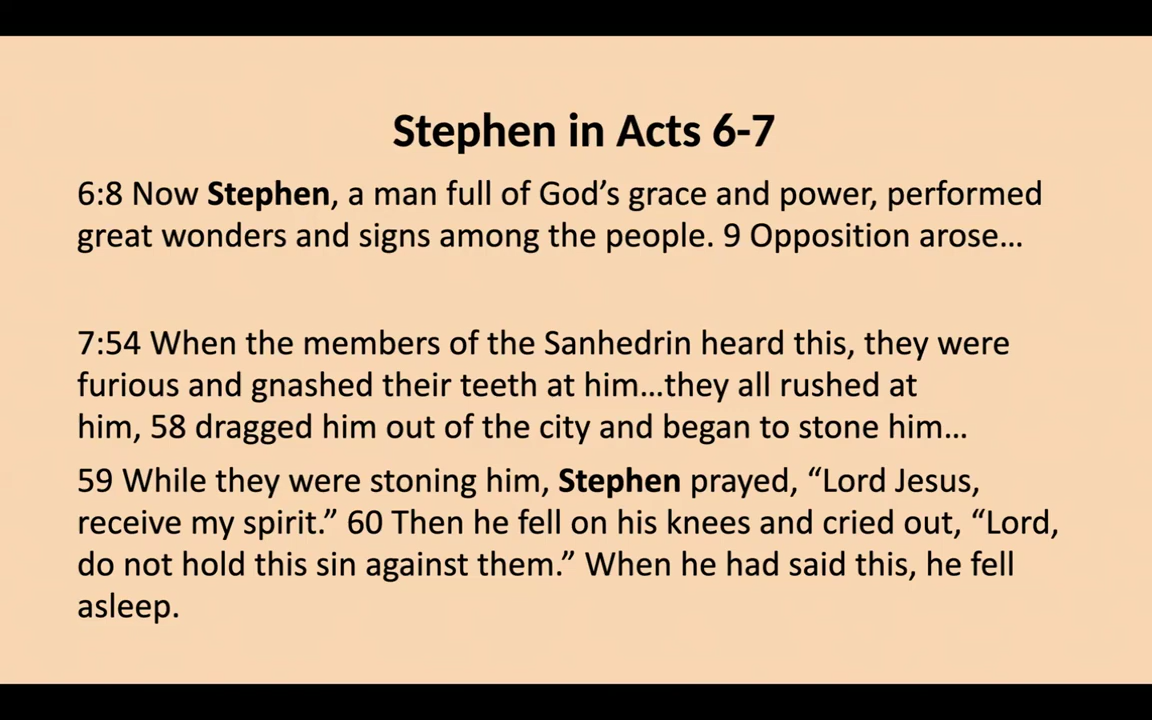 Stephen in Acts 6-7
6:8 Now Stephen, a man full of God’s grace and power, performed
great wonders and signs among the people. 9 Opposition arose…
7:54 When the members of the Sanhedrin heard this, they were
furious and gnashed their teeth at him…they all rushed at
him, 58 dragged him out of the city and began to stone him…
59 While they were stoning him, Stephen prayed, “Lord Jesus,
receive my spirit.” 60 Then he fell on his knees and cried out, “Lord,
do not hold this sin against them.” When he had said this, he fell
asleep.